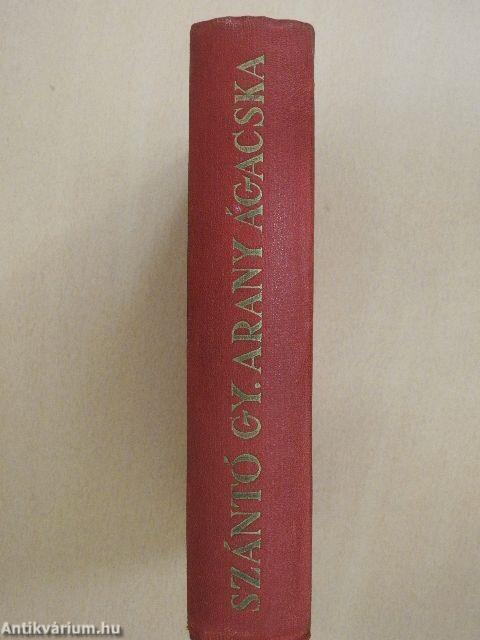 SZÁNTÓ GY. ARANY ÁGACSKA
Antikvárium.hu